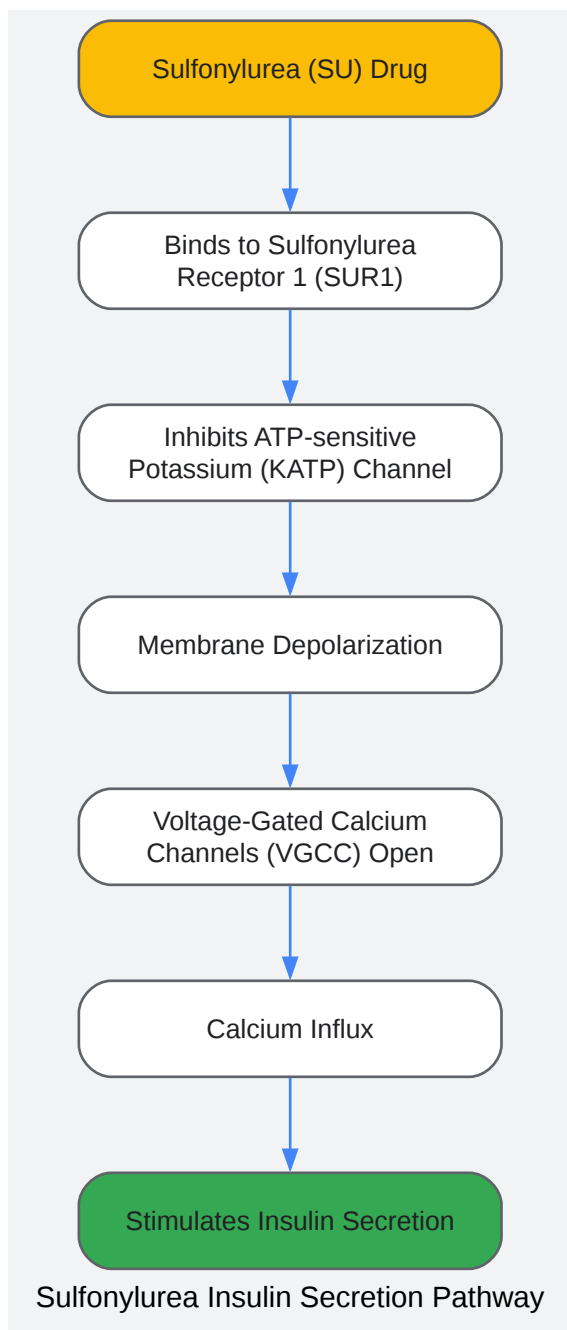 Sulfonylurea (SU) Drug
Binds to Sulfonylurea
Receptor 1 (SUR1)
Inhibits ATP-sensitive
Potassium (KATP) Channel
Membrane Depolarization
Voltage-Gated Calcium
Channels (VGCC) Open
Calcium Influx
Stimulates Insulin Secretion
Sulfonylurea Insulin Secretion Pathway